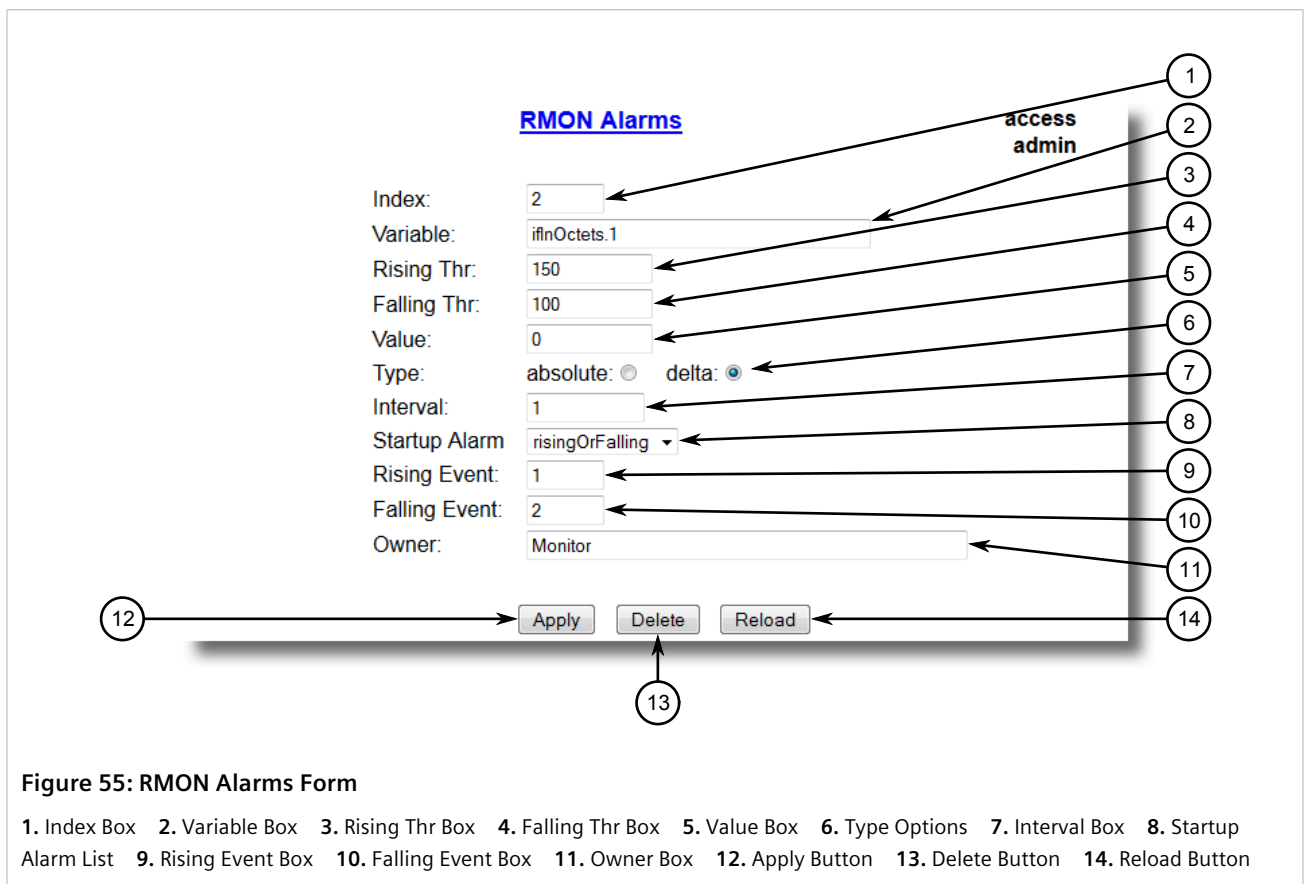 1
RMON Alarms
access
admin
2
3
Index: 2
4
Variable: ifInOctets.1
Rising Thr: 150
5
Falling Thr: 100
6
Value: 0
Type: absolute: delta:
7
Interval: 1
8
Startup Alarm risingOrFalling
9
Rising Event: 1
10
Falling Event: 2
11
Owner: Monitor
12
Apply Delete Reload
14
13
Figure 55: RMON Alarms Form
1. Index Box 2. Variable Box 3. Rising Thr Box 4. Falling Thr Box 5. Value Box 6. Type Options 7. Interval Box 8. Startup
Alarm List 9. Rising Event Box 10. Falling Event Box 11. Owner Box 12. Apply Button 13. Delete Button 14. Reload Button